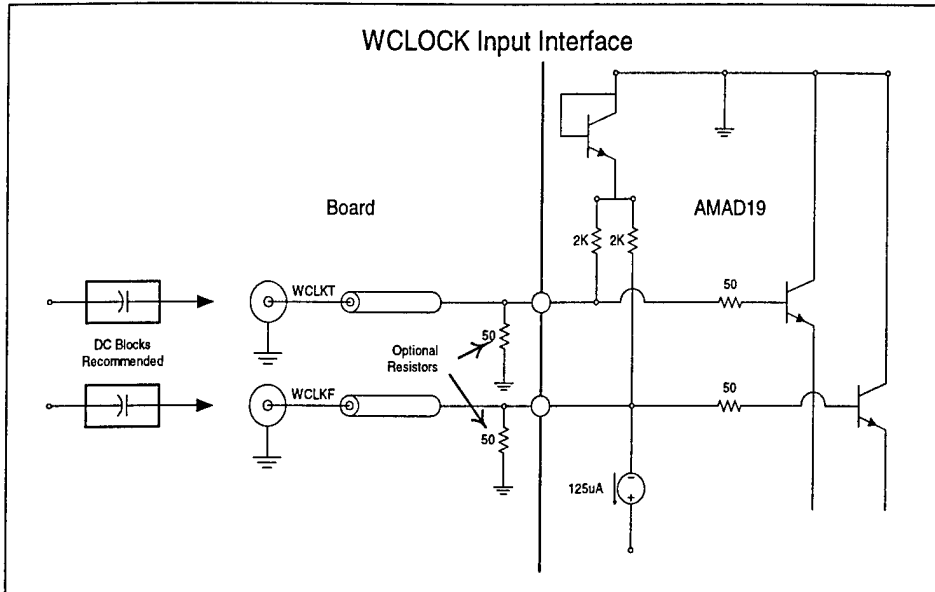 WCLOCK Input Interface
Board
AMAD19
2K
2K
WCLKT
50
50
DC Blocks
Recommended
Optional
Resistors
WCLKF
50
50
125uA